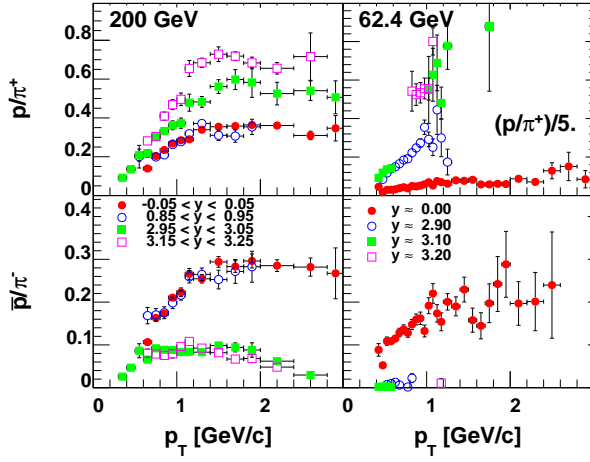 200 GeV
62.4 GeV
0.8
0.6
0.4
0.2
0
p/π⁺
(p/π⁺)/5.
-0.05 < y < 0.05
0.85 < y < 0.95
2.95 < y < 3.05
3.15 < y < 3.25
y ≈ 0.00
y ≈ 2.90
y ≈ 3.10
y ≈ 3.20
0.3
0.2
0.1
0
p̅/π⁻
0 1 2
0 1 2
p_T [GeV/c]
p_T [GeV/c]